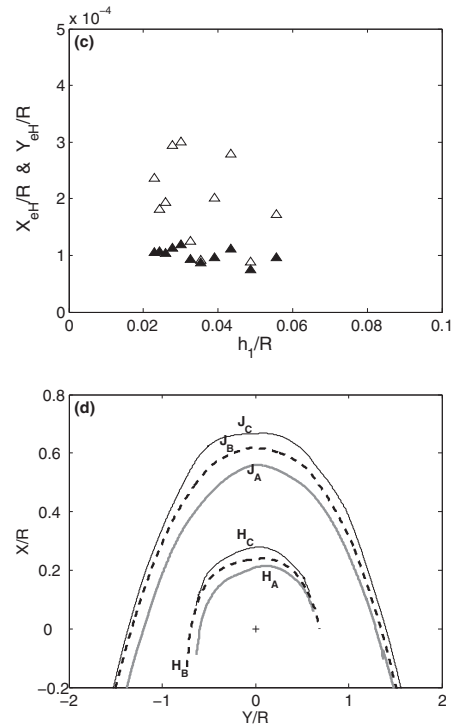 x 10⁻⁴
(c)
5
4
3
2
1
0
X_eH/R & Y_eH/R
0 0.02 0.04 0.06 0.08 0.1
h_1/R
(d)
0.8
0.6
0.4
0.2
0
−0.2
X/R
J_C
J_B
J_A
H_C
H_A
H_B
−2 −1 0 1 2
Y/R